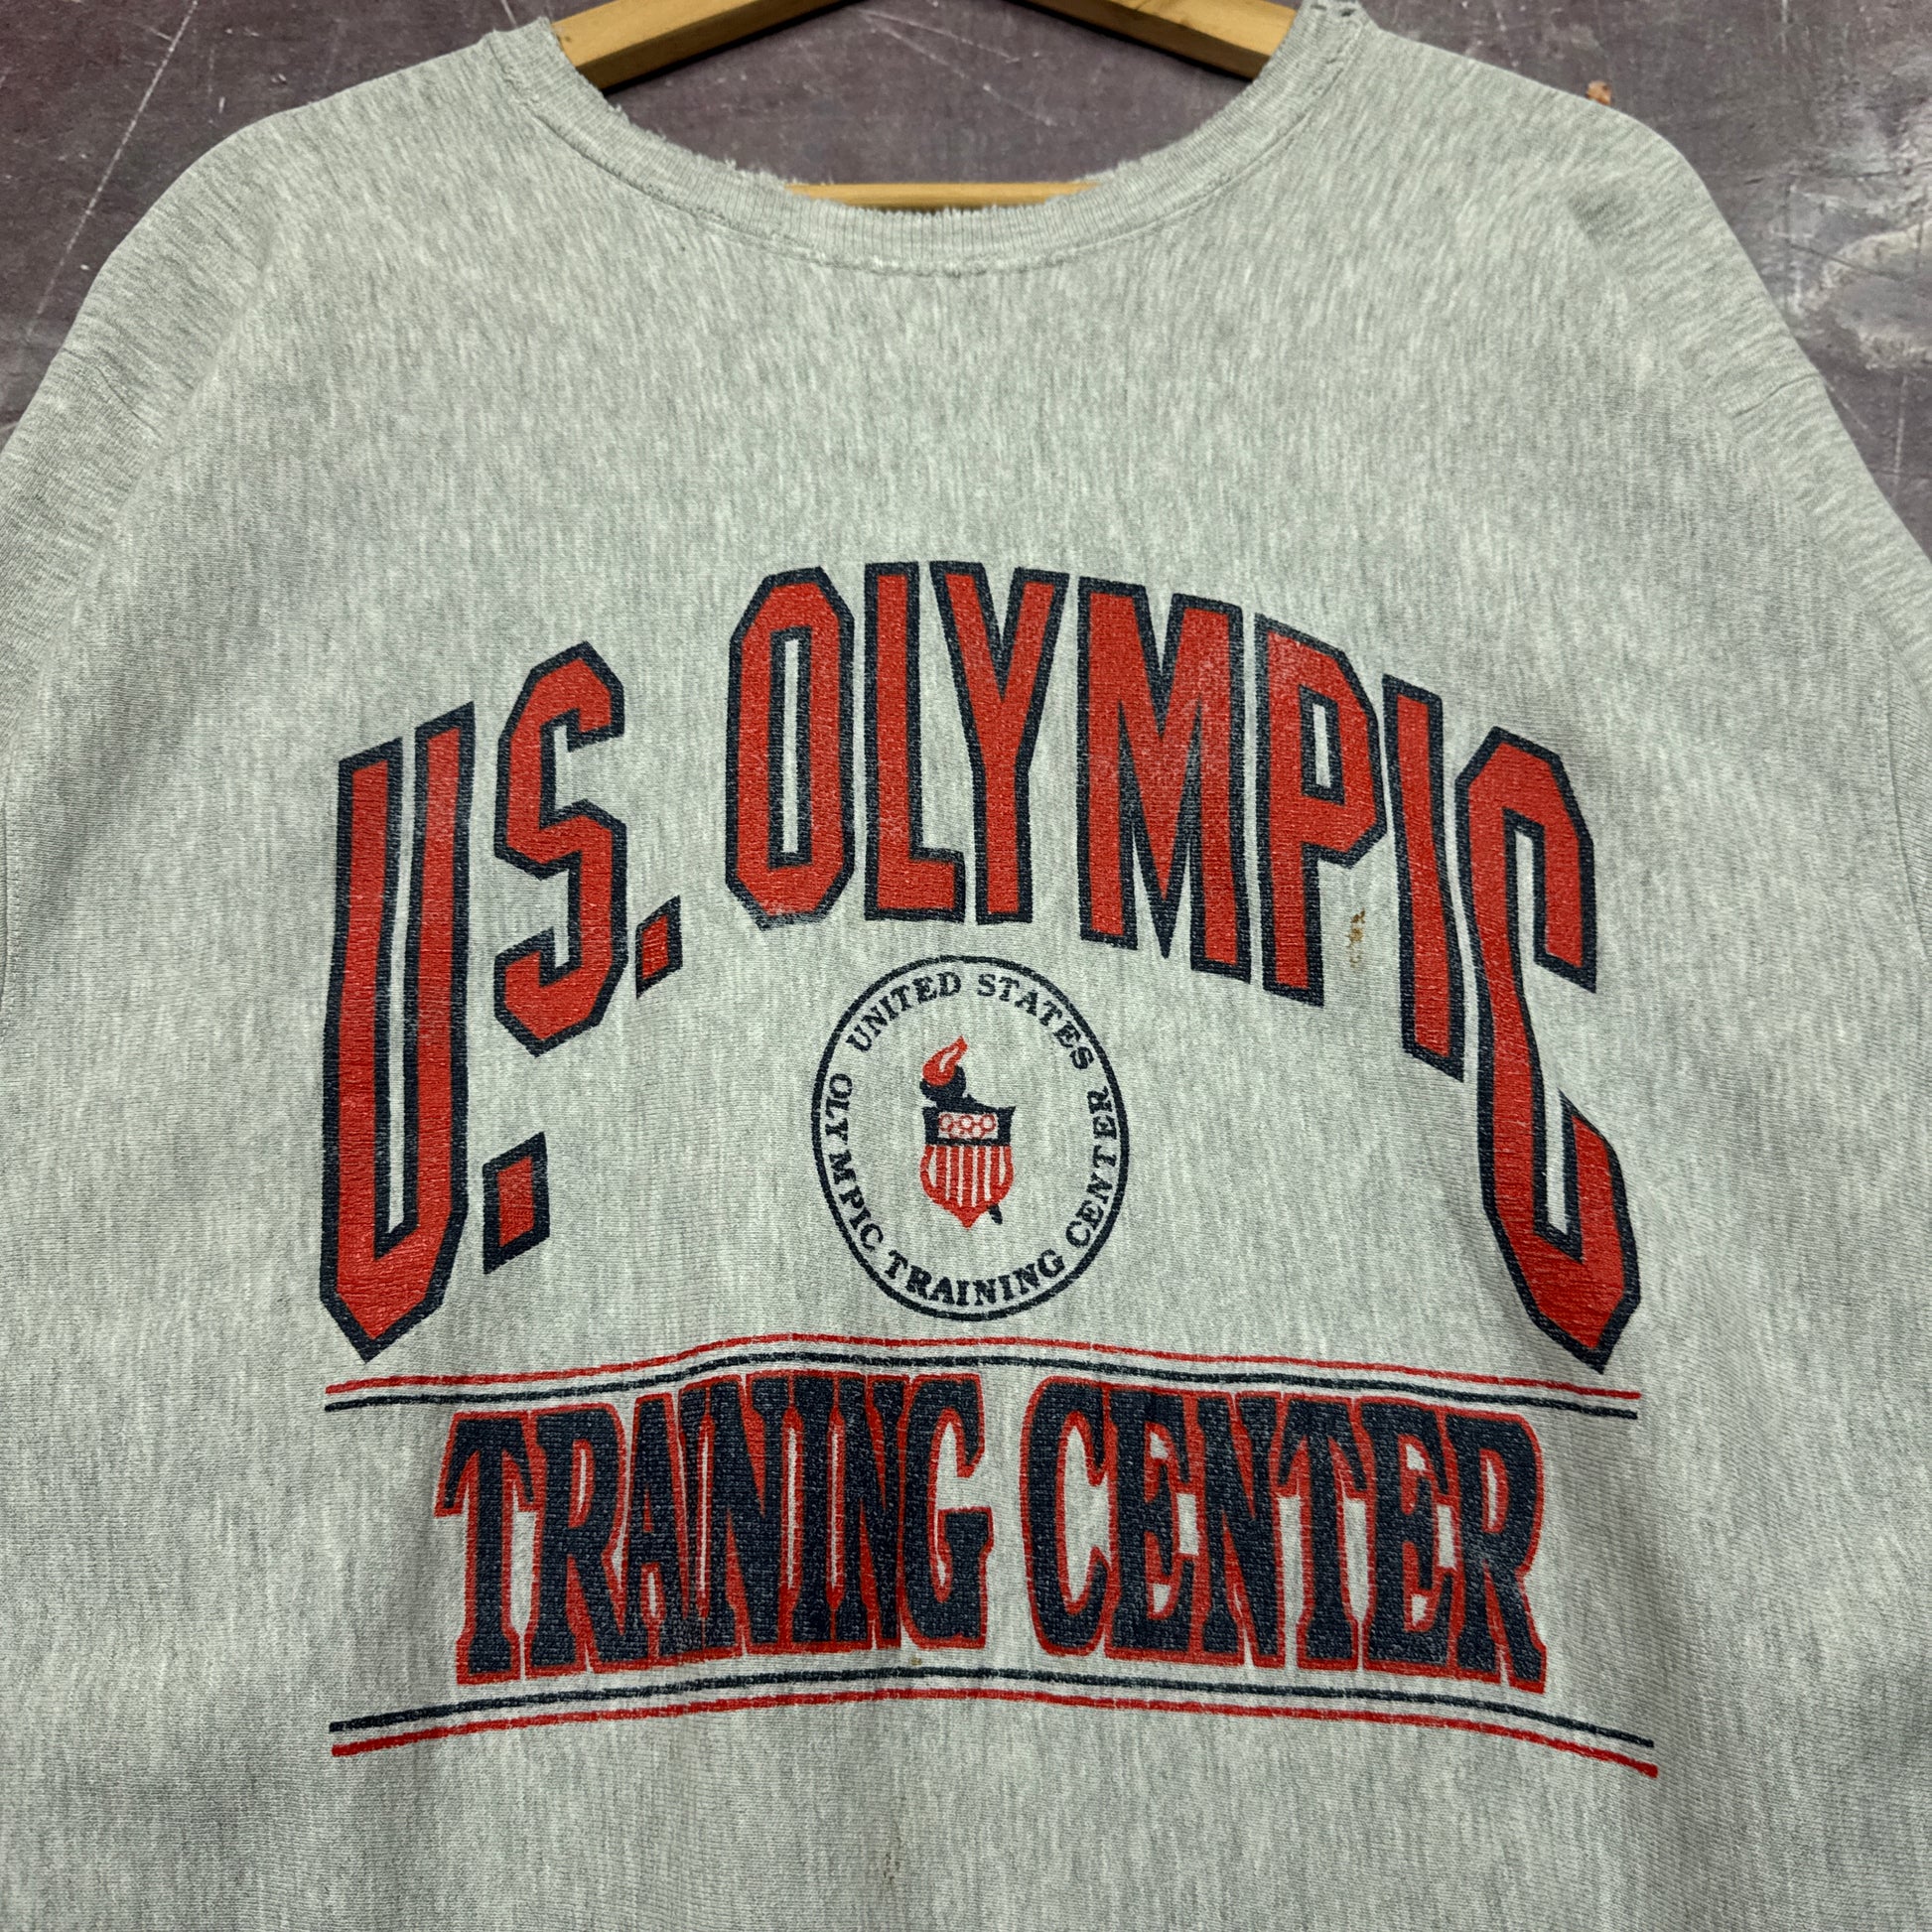 U.S. OLYMPIC
UNITED STATES
OLYMPIC TRAINING CENTER
TRAINING CENTER